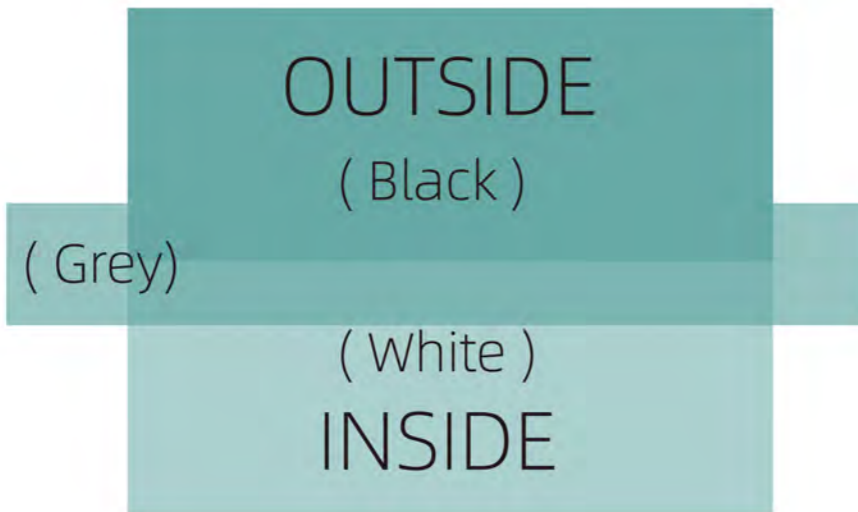 OUTSIDE
( Black )
( Grey)
( White )
INSIDE